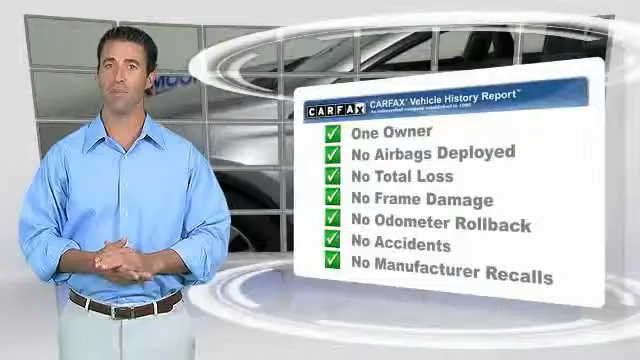 CARFAX
CARFAX Vehicle History Report™
One Owner
No Airbags Deployed
No Total Loss
No Frame Damage
No Odometer Rollback
No Accidents
No Manufacturer Recalls